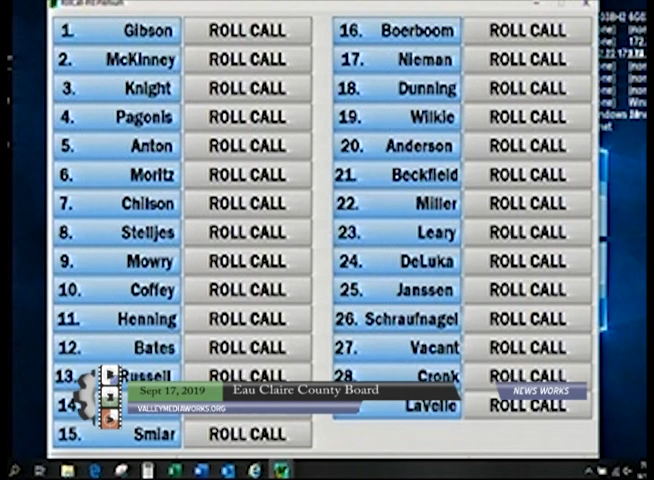 1. Gibson ROLL CALL
2. McKinney ROLL CALL
3. Knight ROLL CALL
4. Pagonis ROLL CALL
5. Anton ROLL CALL
6. Moritz ROLL CALL
7. Chilson ROLL CALL
8. Stelljes ROLL CALL
9. Mowry ROLL CALL
10. Coffey ROLL CALL
11. Henning ROLL CALL
12. Bates ROLL CALL
13. Russell ROLL CALL
14
15. Smiar ROLL CALL
16. Boerboom ROLL CALL
17. Nieman ROLL CALL
18. Dunning ROLL CALL
19. Wilkie ROLL CALL
20. Anderson ROLL CALL
21. Beckfield ROLL CALL
22. Miller ROLL CALL
23. Leary ROLL CALL
24. DeLuka ROLL CALL
25. Janssen ROLL CALL
26. Schraufnagel ROLL CALL
27. Vacant ROLL CALL
28. Cronk ROLL CALL
LaVelle ROLL CALL
Sept 17, 2019 Eau Claire County Board NEWS WORKS
VALLEYMEDIAWORKS.ORG